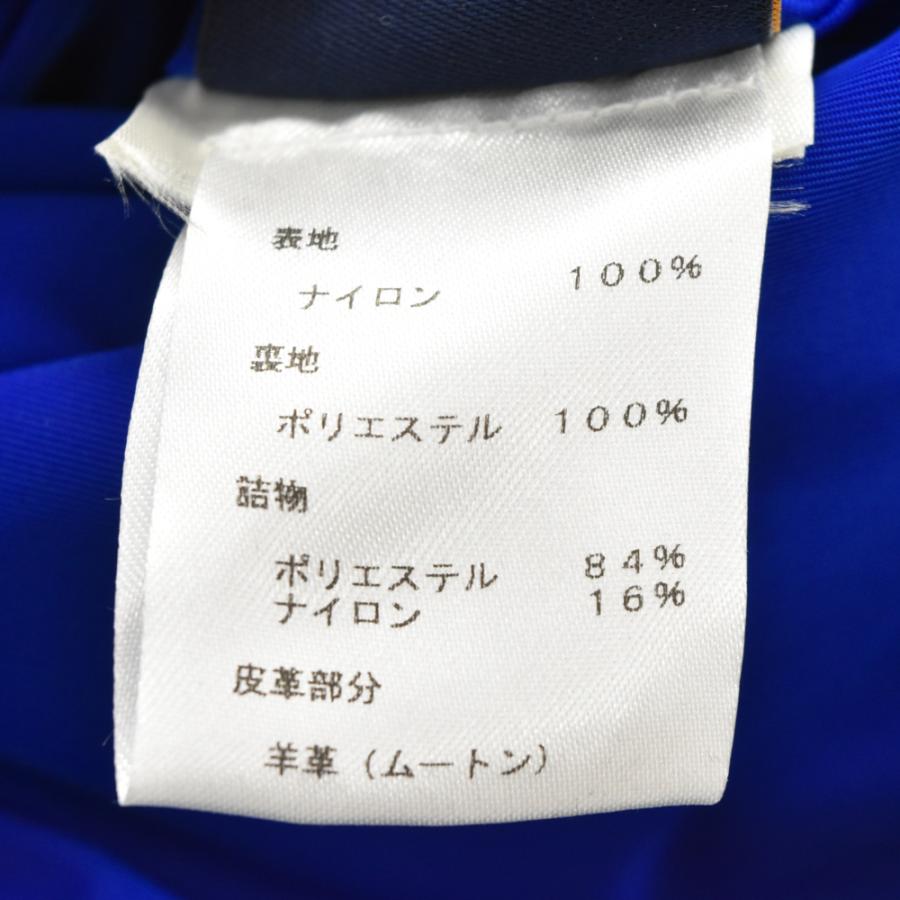 表地
ナイロン 100%
裏地
ポリエステル 100%
詰物
ポリエステル 84%
ナイロン 16%
皮革部分
羊革(ムートン)